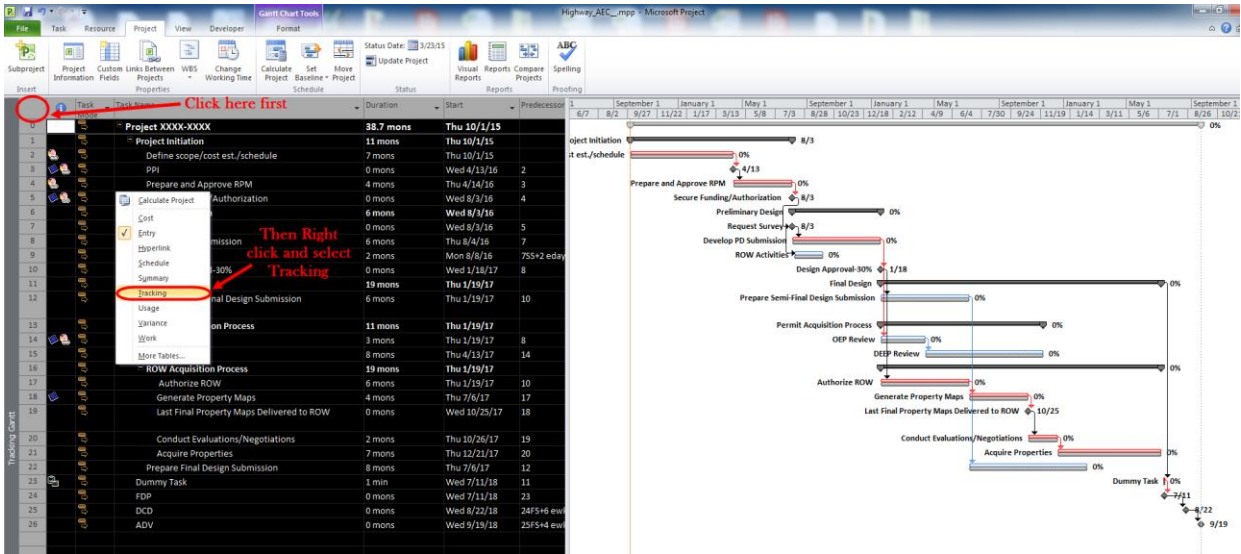 Gantt Chart Tools
Highway_AEC__.mpp - Microsoft Project
File Task Resource Project View Developer Format
Subproject
Project Information
Custom Fields
Links Between Projects
WBS
Change Working Time
Calculate Project
Set Baseline
Move Project
Status Date: 3/23/15
Update Project
Visual Reports
Reports
Compare Projects
ABC
Spelling
Insert Properties Schedule Status Reports Proofing
Click here first
Task Mode Task Name Duration Start Predecessor
0 Project XXXX-XXXX 38.7 mons Thu 10/1/15
1 Project Initiation 11 mons Thu 10/1/15
2 Define scope/cost est./schedule 7 mons Thu 10/1/15
3 PPI 0 mons Wed 4/13/16 2
4 Prepare and Approve RPM 4 mons Thu 4/14/16 3
5 /Authorization 0 mons Wed 8/3/16 4
6 6 mons Wed 8/3/16
7 0 mons Wed 8/3/16 5
8 mission 6 mons Thu 8/4/16 7
9 2 mons Mon 8/8/16 7SS+2 eday
10 -30% 0 mons Wed 1/18/17 8
11 19 mons Thu 1/19/17
12 nal Design Submission 6 mons Thu 1/19/17 10
13 on Process 11 mons Thu 1/19/17
14 3 mons Thu 1/19/17 8
15 8 mons Thu 4/13/17 14
16 ROW Acquisition Process 19 mons Thu 1/19/17
17 Authorize ROW 6 mons Thu 1/19/17 10
18 Generate Property Maps 4 mons Thu 7/6/17 17
19 Last Final Property Maps Delivered to ROW 0 mons Wed 10/25/17 18
20 Conduct Evaluations/Negotiations 2 mons Thu 10/26/17 19
21 Acquire Properties 7 mons Thu 12/21/17 20
22 Prepare Final Design Submission 8 mons Thu 7/6/17 12
23 Dummy Task 1 min Wed 7/11/18 11
24 FDP 0 mons Wed 7/11/18 23
25 DCD 0 mons Wed 8/22/18 24FS+6 ewl
26 ADV 0 mons Wed 9/19/18 25FS+4 ewl
Calculate Project
Cost
Entry
Hyperlink
Schedule
Summary
Tracking
Usage
Variance
Work
More Tables...
Then Right
click and select
Tracking
Tracking Gantt
1 September 1 January 1 May 1 September 1 January 1 May 1 September 1 January 1 May 1 September 1
6/7 8/2 9/27 11/22 1/17 3/13 5/8 7/3 8/28 10/23 12/18 2/12 4/9 6/4 7/30 9/24 11/19 1/14 3/11 5/6 7/1 8/26 10/2
0%
oject Initiation 8/3
t est./schedule 0%
4/13
Prepare and Approve RPM 0%
Secure Funding/Authorization 8/3
Preliminary Design 0%
Request Survey 8/3
Develop PD Submission 0%
ROW Activities 0%
Design Approval-30% 1/18
Final Design 0%
Prepare Semi-Final Design Submission 0%
Permit Acquisition Process 0%
OEP Review 0%
DEEP Review 0%
0%
Authorize ROW 0%
Generate Property Maps 0%
Last Final Property Maps Delivered to ROW 10/25
Conduct Evaluations/Negotiations 0%
Acquire Properties 0%
0%
Dummy Task 0%
7/11
8/22
9/19